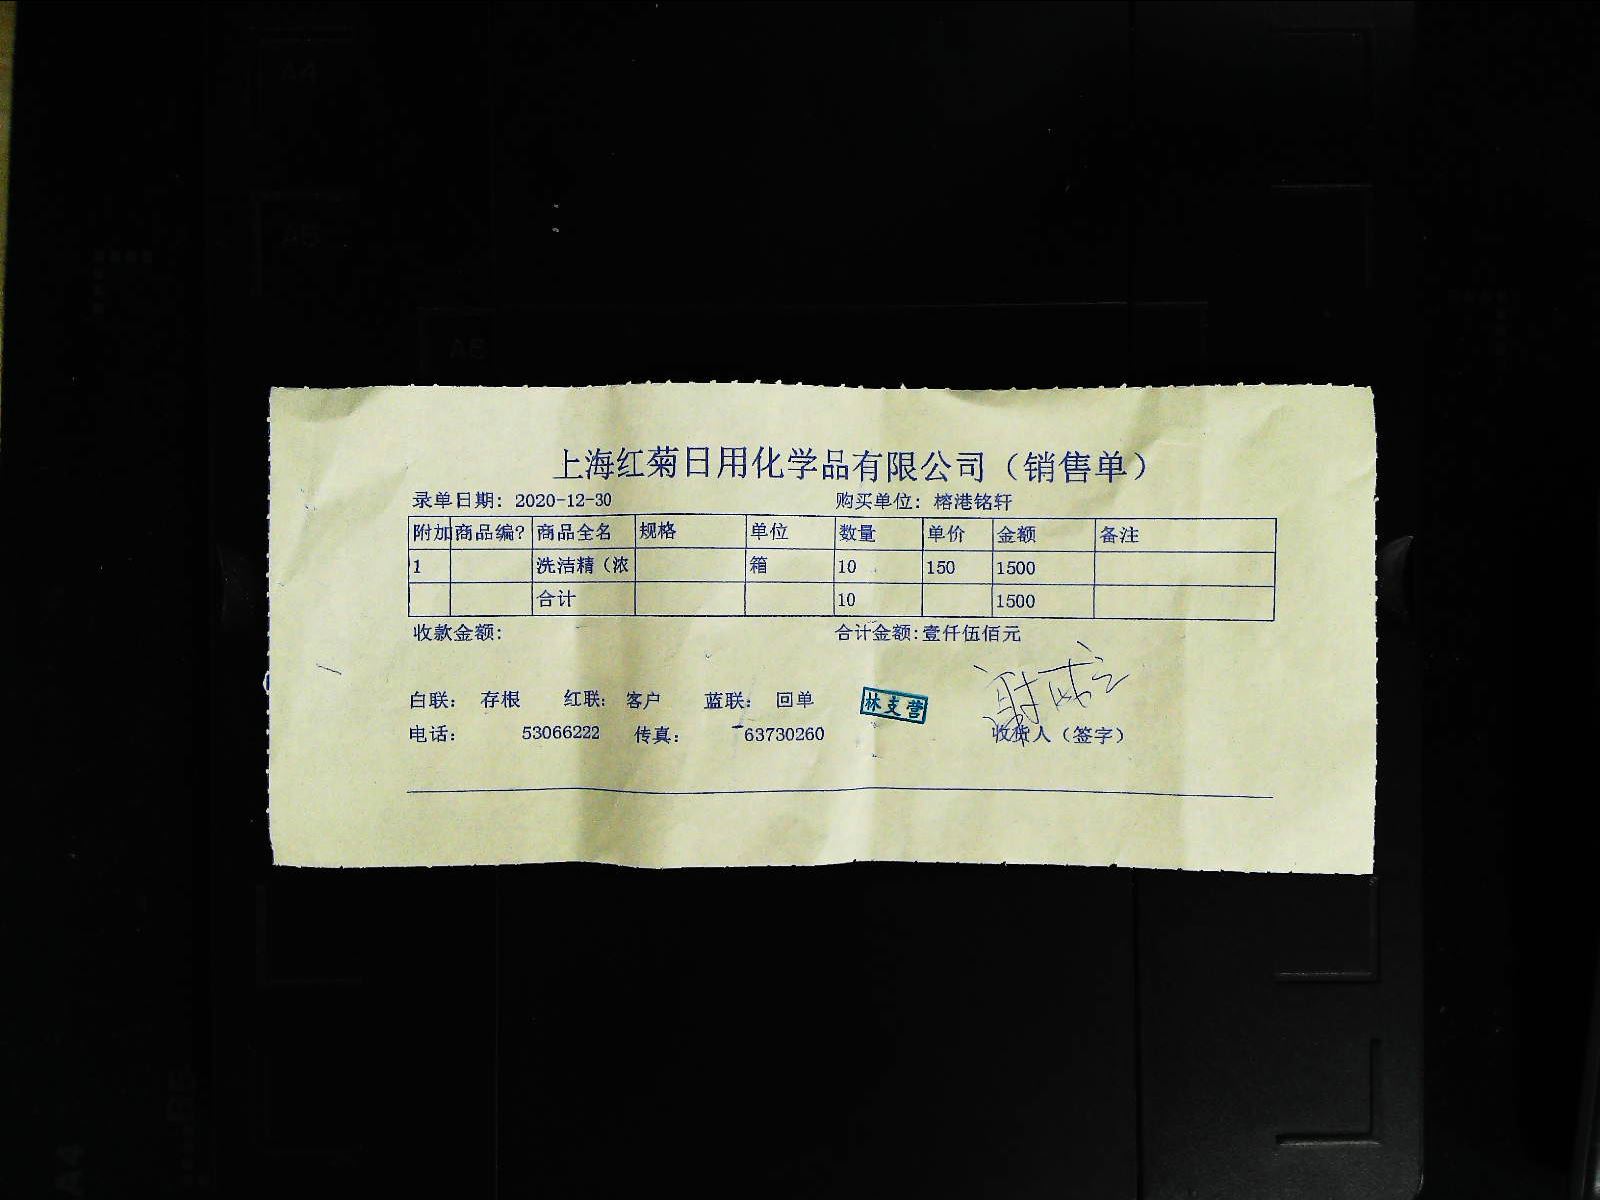 上海红菊日用化学品有限公司（销售单）
录单日期: 2020-12-30 购买单位: 榕港铭轩
附加 商品编? 商品全名 规格 单位 数量 单价 金额 备注
1 洗洁精（浓 箱 10 150 1500
合计 10 1500
收款金额: 合计金额:壹仟伍佰元
白联: 存根 红联: 客户 蓝联: 回单 林支营
电话: 53066222 传真: 63730260 收货人（签字）
A4
A5
A6
A4